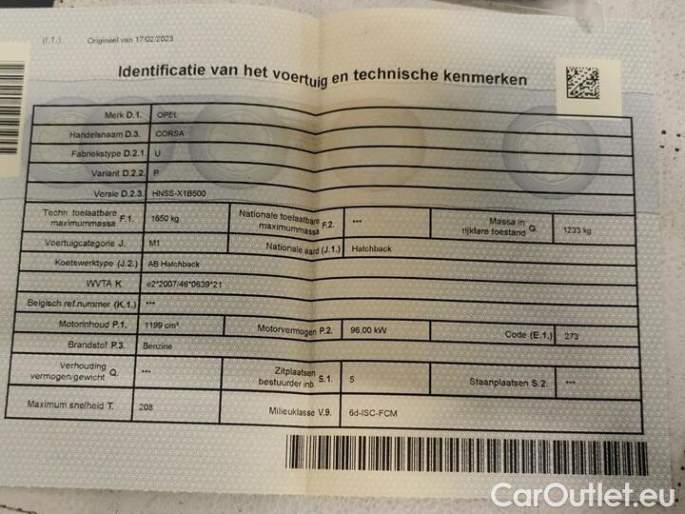 (I.1.) Origineel van 17/02/2023
Identificatie van het voertuig en technische kenmerken
Merk D.1. OPEL
Handelsnaam D.3. CORSA
Fabriekstype D.2.1 U
Variant D.2.2. P
Versie D.2.3. HNSS-X1B500
Techn. toelaatbare maximummassa F.1. 1650 kg Nationale toelaatbare maximummassa F.2. *** Massa in rijklare toestand G. 1233 kg
Voertuigcategorie J. M1 Nationale aard (J.1.) Hatchback
Koetswerktype (J.2.) AB Hatchback
WVTA K. e2*2007/46*0639*21
Belgisch ref.nummer (K.1.) ***
Motorinhoud P.1. 1199 cm³ Motorvermogen P.2. 96.00 kW Code (E.1.) 273
Brandstof P.3. Benzine
Verhouding vermogen/gewicht Q. *** Zitplaatsen bestuurder inb. S.1. 5 Staanplaatsen S.2. ***
Maximum snelheid T. 208 Milieuklasse V.9. 6d-ISC-FCM
CarOutlet.eu